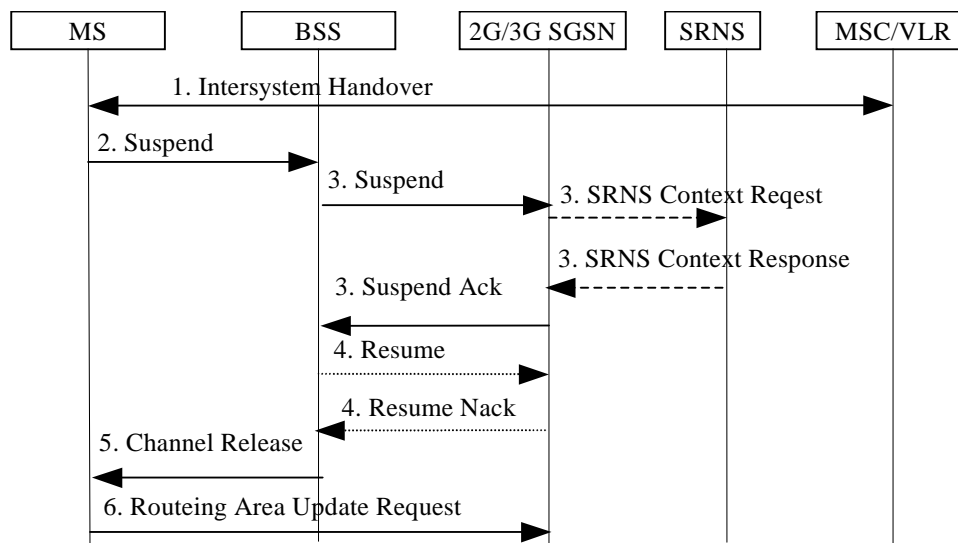 MS
BSS
2G/3G SGSN
SRNS
MSC/VLR
1. Intersystem Handover
2. Suspend
3. Suspend
3. SRNS Context Reqest
3. SRNS Context Response
3. Suspend Ack
4. Resume
4. Resume Nack
5. Channel Release
6. Routeing Area Update Request